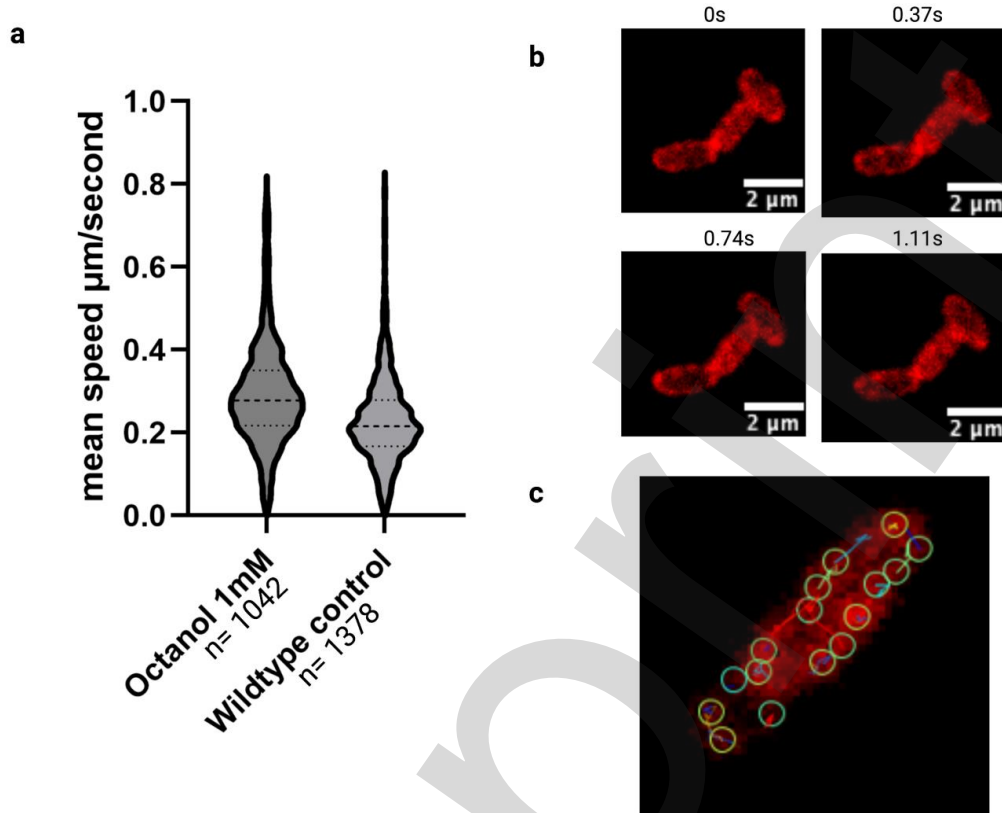 a
mean speed µm/second
1.0
0.8
0.6
0.4
0.2
0.0
Octanol 1mM
n= 1042
Wildtype control
n= 1378
b
0s
0.37s
2 µm
2 µm
0.74s
1.11s
2 µm
2 µm
c
print